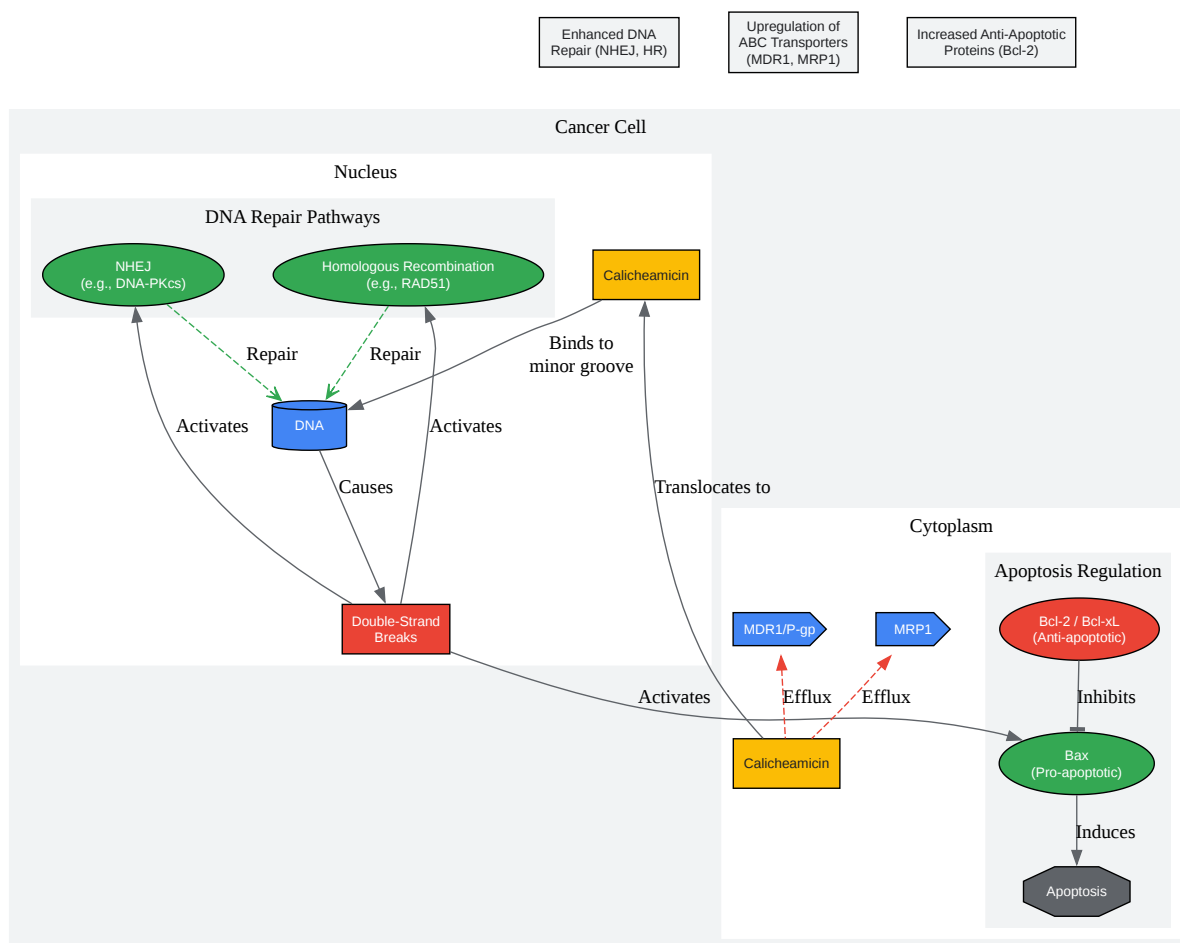 Enhanced DNA
Repair (NHEJ, HR)
Upregulation of
ABC Transporters
(MDR1, MRP1)
Increased Anti-Apoptotic
Proteins (Bcl-2)
Cancer Cell
Nucleus
DNA Repair Pathways
NHEJ
(e.g., DNA-PKcs)
Homologous Recombination
(e.g., RAD51)
Calicheamicin
Repair
Repair
Binds to
minor groove
Activates
DNA
Activates
Causes
Translocates to
Double-Strand
Breaks
Activates
Cytoplasm
Apoptosis Regulation
MDR1/P-gp
MRP1
Bcl-2 / Bcl-xL
(Anti-apoptotic)
Efflux
Efflux
Inhibits
Calicheamicin
Bax
(Pro-apoptotic)
Induces
Apoptosis